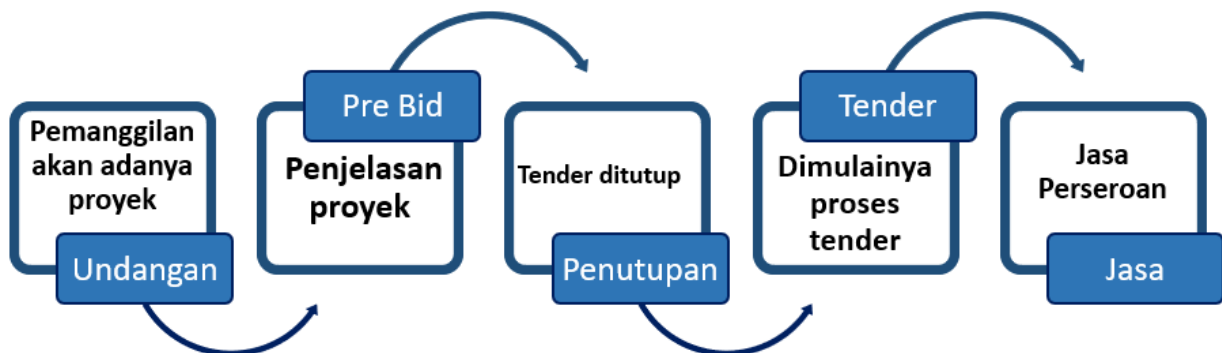 Pemanggilan
akan adanya
proyek
Undangan
Pre Bid
Penjelasan
proyek
Tender ditutup
Penutupan
Tender
Dimulainya
proses
tender
Jasa
Perseroan
Jasa